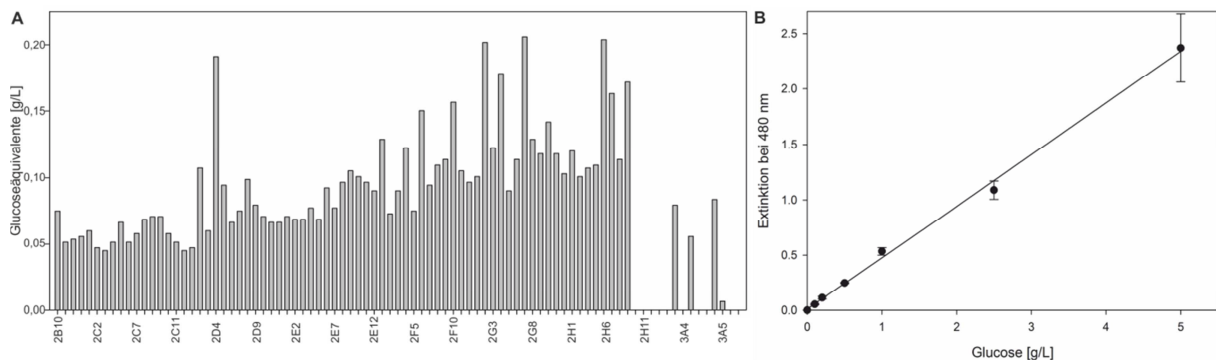 A
Glucoseäquivalente [g/L]
0,20
0,15
0,10
0,05
0,00
2B10 2C2 2C7 2C11 2D4 2D9 2E2 2E7 2E12 2F5 2F10 2G3 2G8 2H1 2H6 2H11 3A4 3A5
B
Extinktion bei 480 nm
2.5
2.0
1.5
1.0
0.5
0.0
0 1 2 3 4 5
Glucose [g/L]